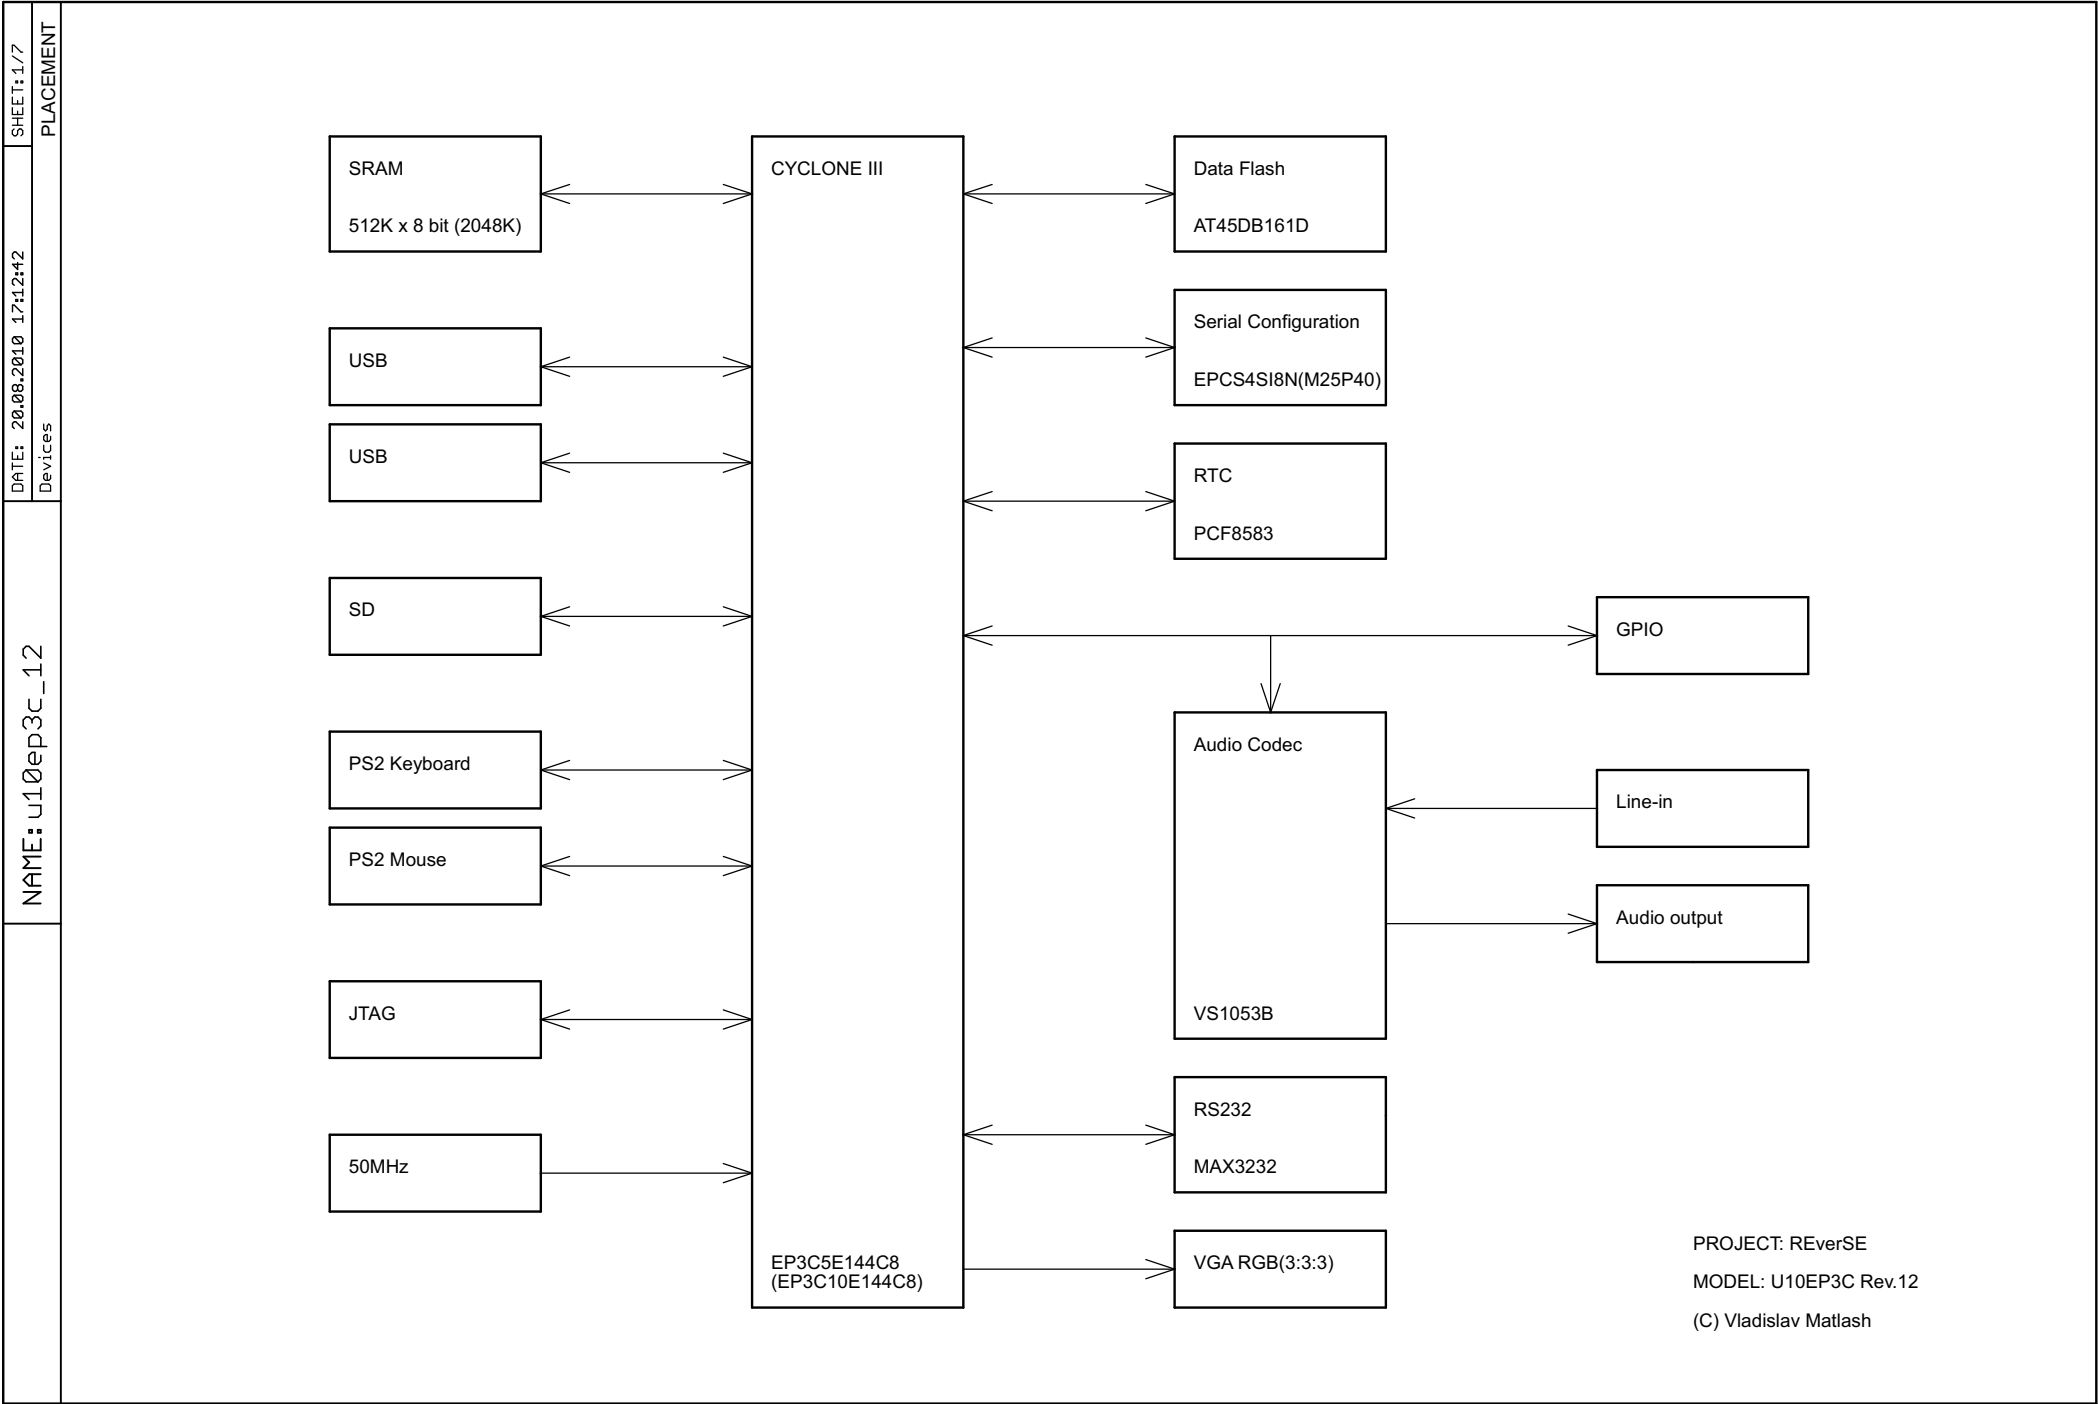 SHEET: 1/7
PLACEMENT
DATE: 20.08.2010 17:12:42
Devices
NAME: u10ep3c_12
SRAM
512K x 8 bit (2048K)
USB
USB
SD
PS2 Keyboard
PS2 Mouse
JTAG
50MHz
CYCLONE III
EP3C5E144C8
(EP3C10E144C8)
Data Flash
AT45DB161D
Serial Configuration
EPCS4SI8N(M25P40)
RTC
PCF8583
GPIO
Audio Codec
VS1053B
Line-in
Audio output
RS232
MAX3232
VGA RGB(3:3:3)
PROJECT: REverSE
MODEL: U10EP3C Rev.12
(C) Vladislav Matlash